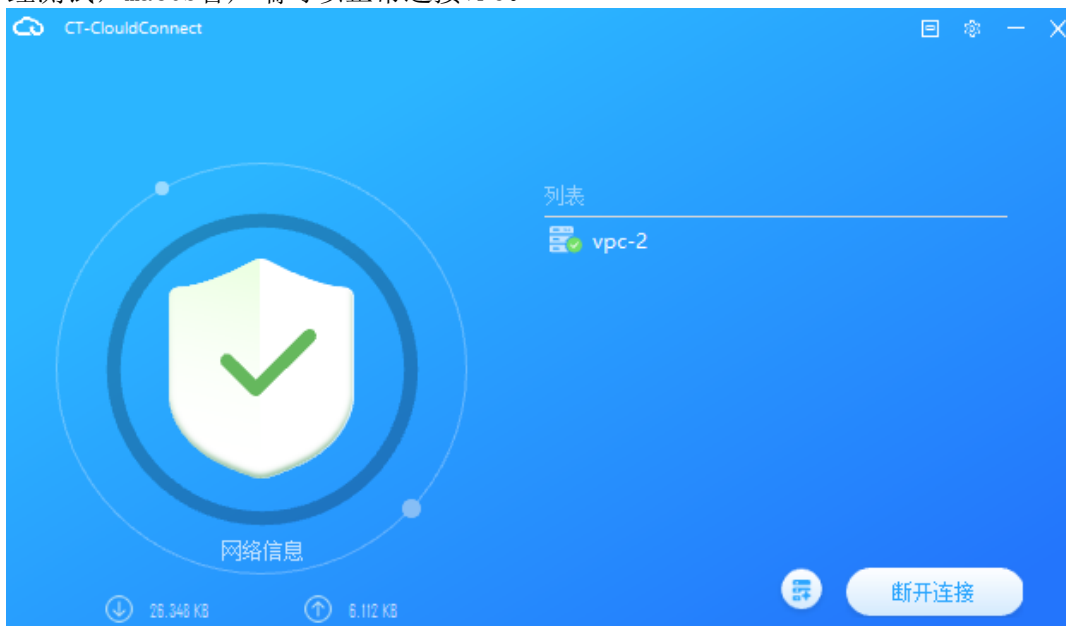 CT-ClouldConnect
列表
vpc-2
网络信息
26.348 KB
6.112 KB
断开连接